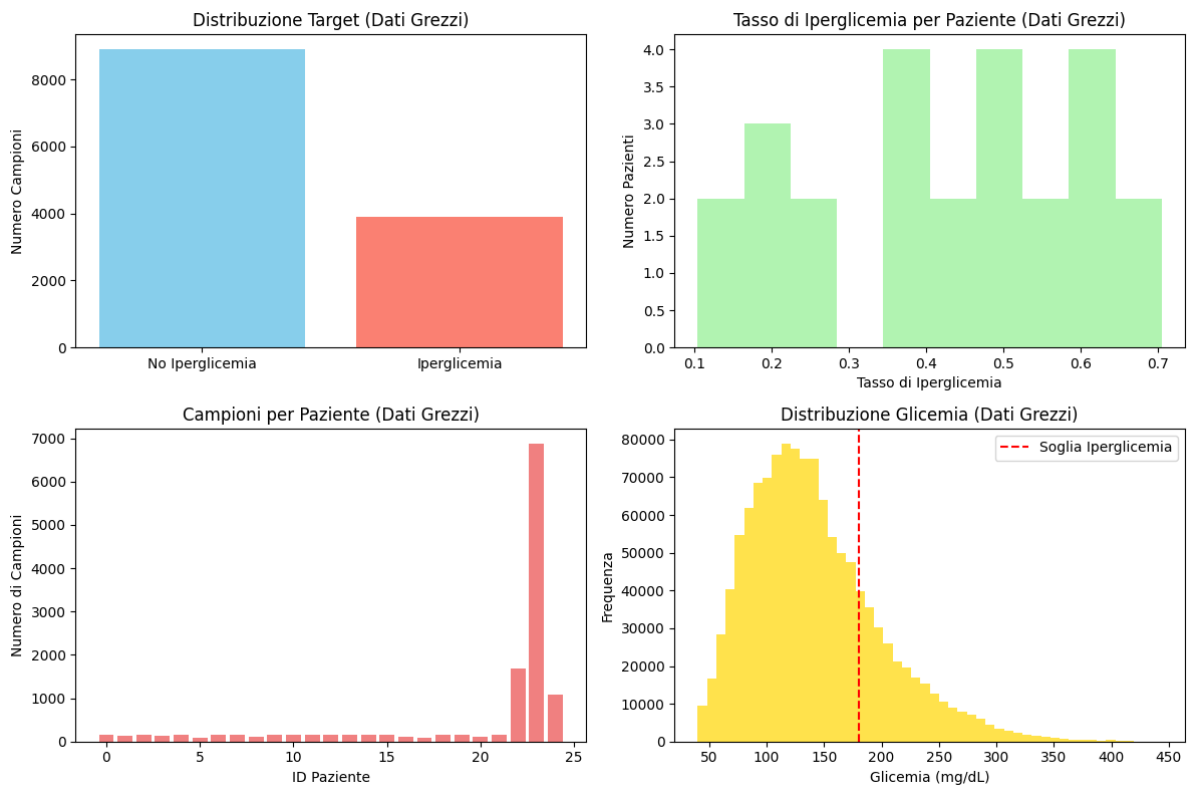 Distribuzione Target (Dati Grezzi)
Numero Campioni
8000
6000
4000
2000
0
No Iperglicemia
Iperglicemia
Tasso di Iperglicemia per Paziente (Dati Grezzi)
Numero Pazienti
4.0
3.5
3.0
2.5
2.0
1.5
1.0
0.5
0.0
0.1 0.2 0.3 0.4 0.5 0.6 0.7
Tasso di Iperglicemia
Campioni per Paziente (Dati Grezzi)
Numero di Campioni
7000
6000
5000
4000
3000
2000
1000
0
0 5 10 15 20 25
ID Paziente
Distribuzione Glicemia (Dati Grezzi)
Soglia Iperglicemia
Frequenza
80000
70000
60000
50000
40000
30000
20000
10000
0
50 100 150 200 250 300 350 400 450
Glicemia (mg/dL)